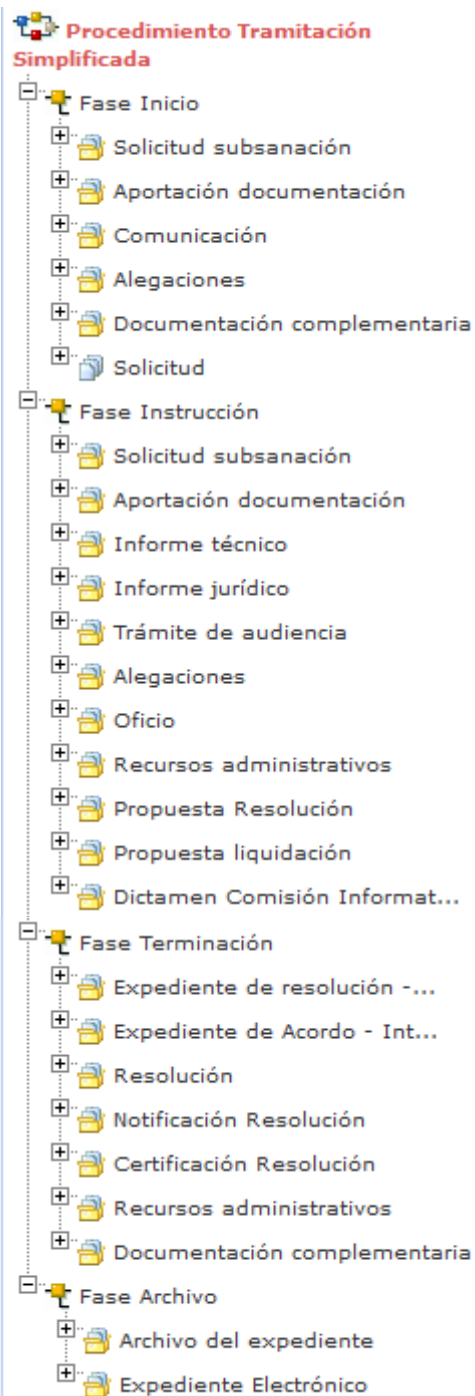 Procedimiento Tramitación
Simplificada
Fase Inicio
Solicitud subsanación
Aportación documentación
Comunicación
Alegaciones
Documentación complementaria
Solicitud
Fase Instrucción
Solicitud subsanación
Aportación documentación
Informe técnico
Informe jurídico
Trámite de audiencia
Alegaciones
Oficio
Recursos administrativos
Propuesta Resolución
Propuesta liquidación
Dictamen Comisión Informat...
Fase Terminación
Expediente de resolución -...
Expediente de Acordo - Int...
Resolución
Notificación Resolución
Certificación Resolución
Recursos administrativos
Documentación complementaria
Fase Archivo
Archivo del expediente
Expediente Electrónico